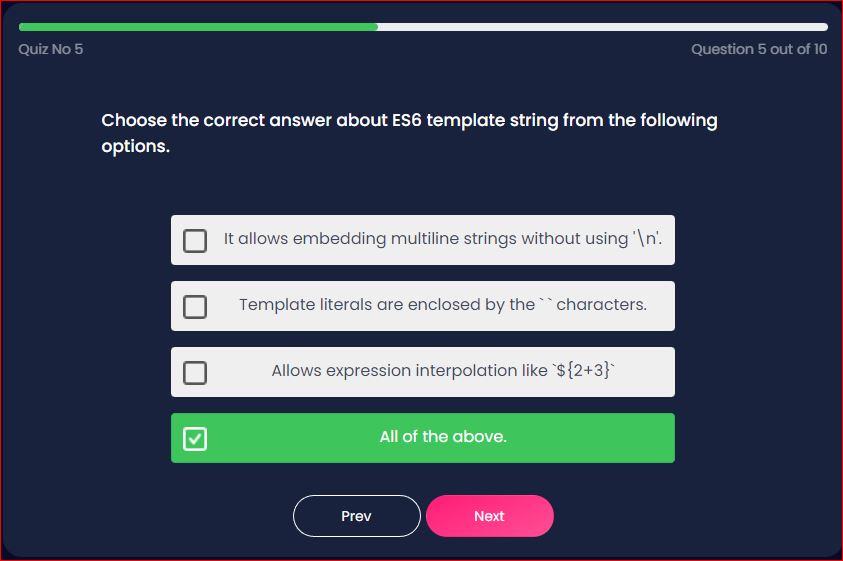 Quiz No 5
Question 5 out of 10
Choose the correct answer about ES6 template string from the following
options.
It allows embedding multiline strings without using '\n'.
Template literals are enclosed by the ` ` characters.
Allows expression interpolation like `${2+3}`
All of the above.
Prev
Next